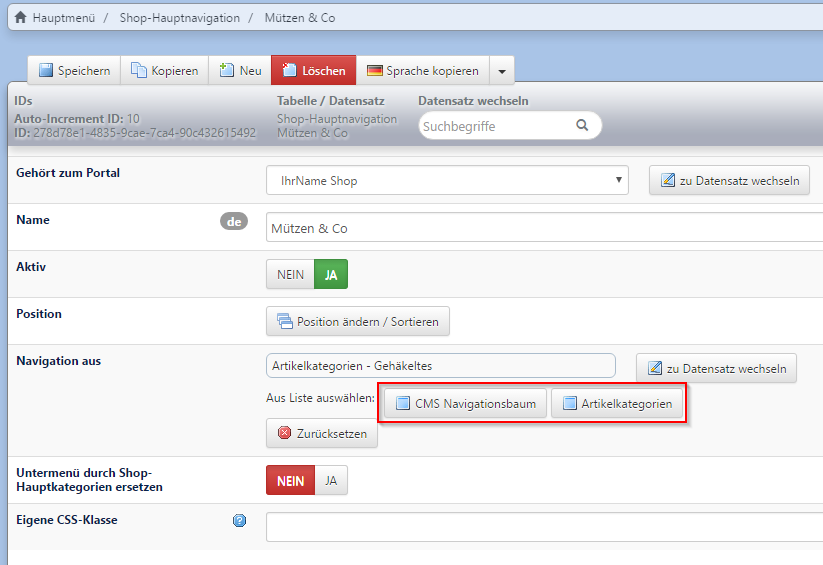 Hauptmenü / Shop-Hauptnavigation / Mützen & Co
Speichern Kopieren Neu Löschen Sprache kopieren
IDs Tabelle / Datensatz Datensatz wechseln
Auto-Increment ID: 10 Shop-Hauptnavigation
ID: 278d78e1-4835-9cae-7ca4-90c432615492 Mützen & Co Suchbegriffe
Gehört zum Portal IhrName Shop zu Datensatz wechseln
Name de Mützen & Co
Aktiv NEIN JA
Position Position ändern / Sortieren
Navigation aus Artikelkategorien - Gehäkeltes zu Datensatz wechseln
Aus Liste auswählen: CMS Navigationsbaum Artikelkategorien
Zurücksetzen
Untermenü durch Shop-
Hauptkategorien ersetzen NEIN JA
Eigene CSS-Klasse ?